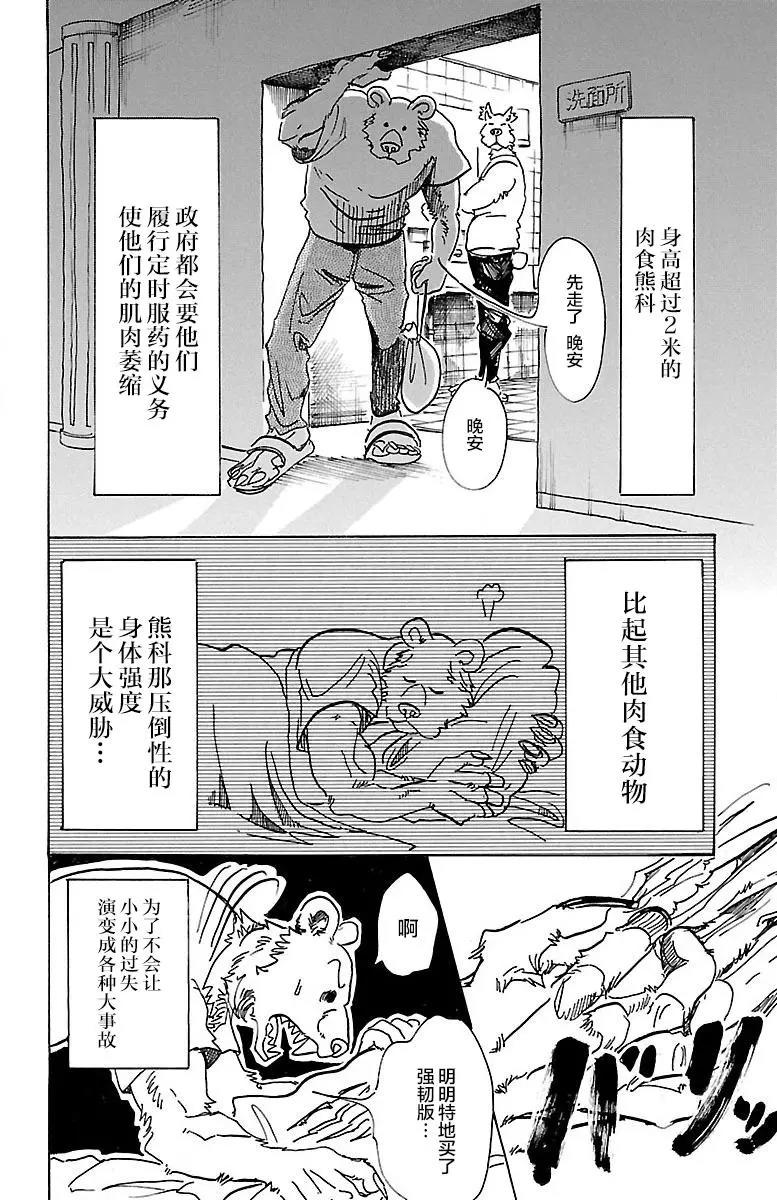 洗面所
身高超过2米的
肉食熊科
先走了 晚安
晚安
政府都会要他们
履行定时服药的义务
使他们的肌肉萎缩
比起其他肉食动物
熊科那压倒性的
身体强度
是个大威胁…
バリッ
啊
明明特地买了
强韧版…
为了不会让
小小的过失
演变成各种大事故